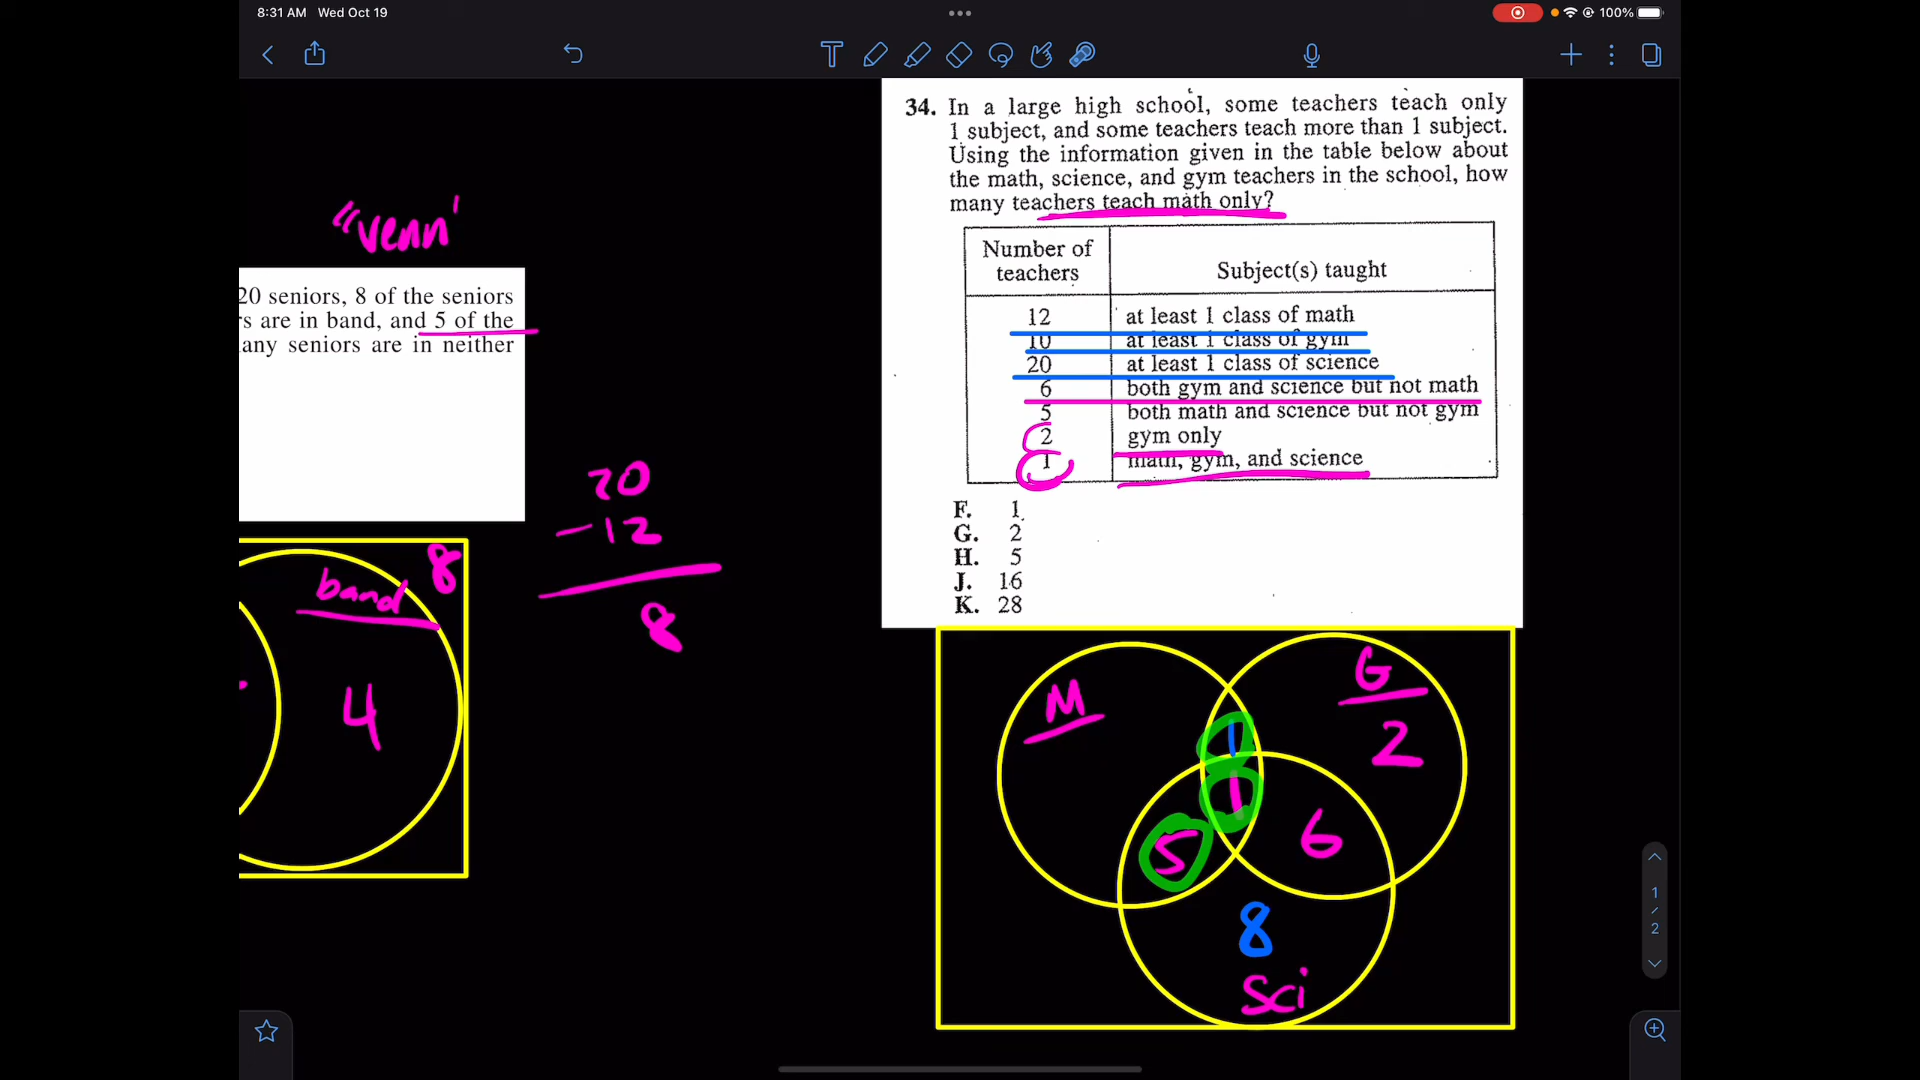 8:31 AM Wed Oct 19
100%
T
"venn'
20 seniors, 8 of the seniors
s are in band, and 5 of the
any seniors are in neither
20
-12
8
band
8
4
34. In a large high school, some teachers teach only
1 subject, and some teachers teach more than 1 subject.
Using the information given in the table below about
the math, science, and gym teachers in the school, how
many teachers teach math only?
Number of teachers Subject(s) taught
12 at least 1 class of math
10 at least 1 class of gym
20 at least 1 class of science
6 both gym and science but not math
5 both math and science but not gym
2 gym only
1 math, gym, and science
F. 1
G. 2
H. 5
J. 16
K. 28
M
G
2
1
1
5
6
8
Sci
1
/
2